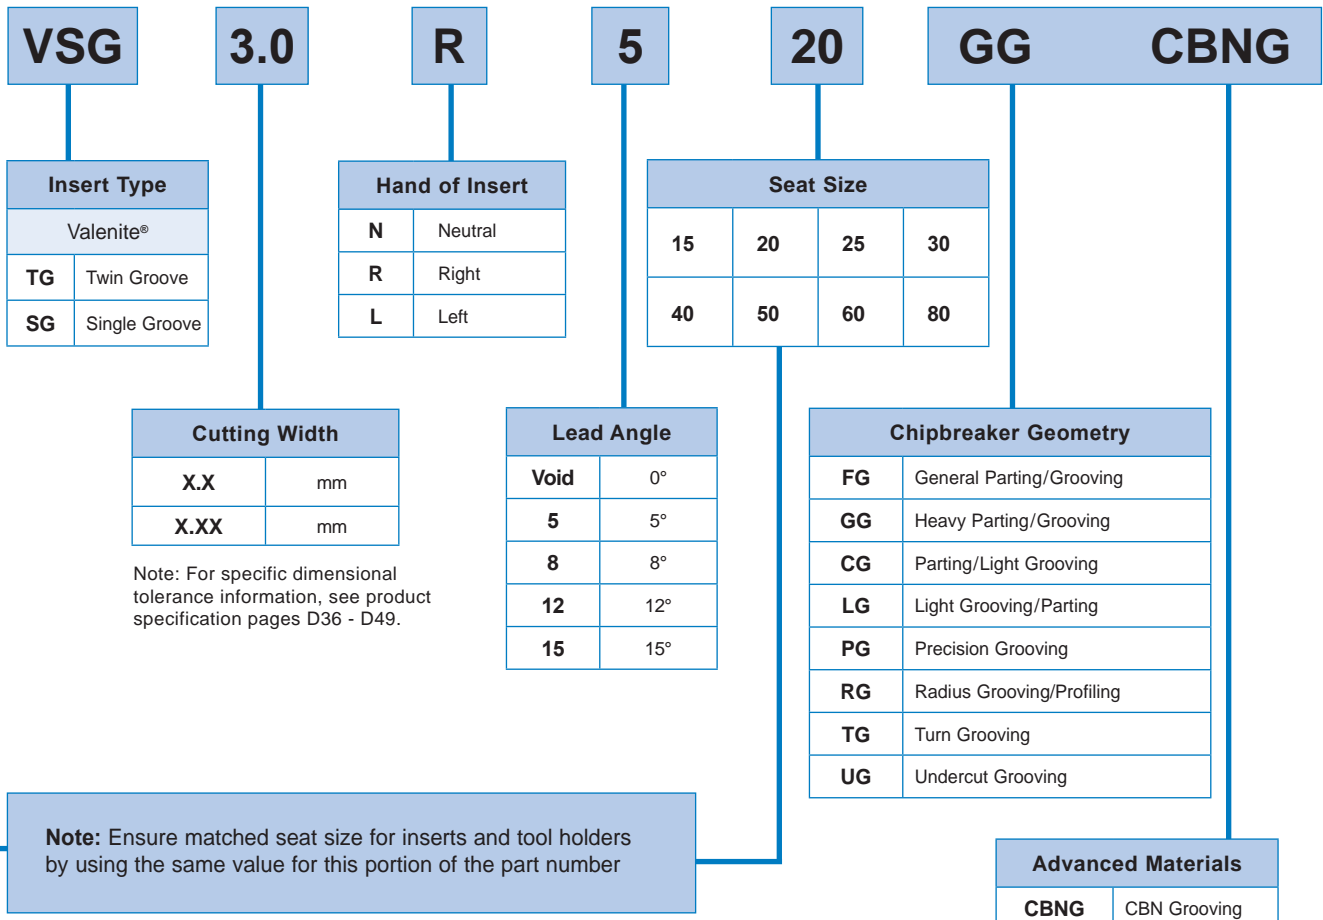 VSG 3.0 R 5 20 GG CBNG
Insert Type
Valenite®
TG Twin Groove
SG Single Groove
Hand of Insert
N Neutral
R Right
L Left
Seat Size
15 20 25 30
40 50 60 80
Cutting Width
X.X mm
X.XX mm
Note: For specific dimensional
tolerance information, see product
specification pages D36 - D49.
Lead Angle
Void 0°
5 5°
8 8°
12 12°
15 15°
Chipbreaker Geometry
FG General Parting/Grooving
GG Heavy Parting/Grooving
CG Parting/Light Grooving
LG Light Grooving/Parting
PG Precision Grooving
RG Radius Grooving/Profiling
TG Turn Grooving
UG Undercut Grooving
Note: Ensure matched seat size for inserts and tool holders
by using the same value for this portion of the part number
Advanced Materials
CBNG CBN Grooving